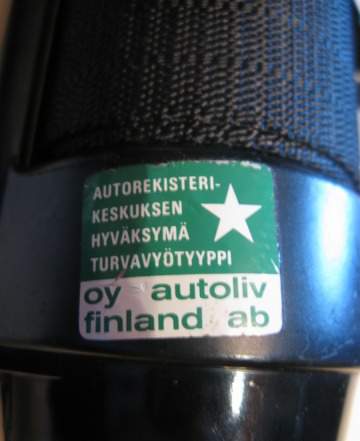 AUTOREKISTERI-
KESKUKSEN
HYVÄKSYMÄ
TURVAVYÖTYYPPI
oy autoliv
finland ab